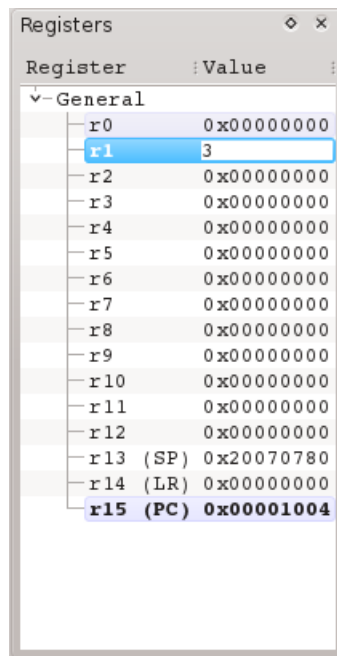 Registers
Register Value
General
r0 0x00000000
r1 3
r2 0x00000000
r3 0x00000000
r4 0x00000000
r5 0x00000000
r6 0x00000000
r7 0x00000000
r8 0x00000000
r9 0x00000000
r10 0x00000000
r11 0x00000000
r12 0x00000000
r13 (SP) 0x20070780
r14 (LR) 0x00000000
r15 (PC) 0x00001004